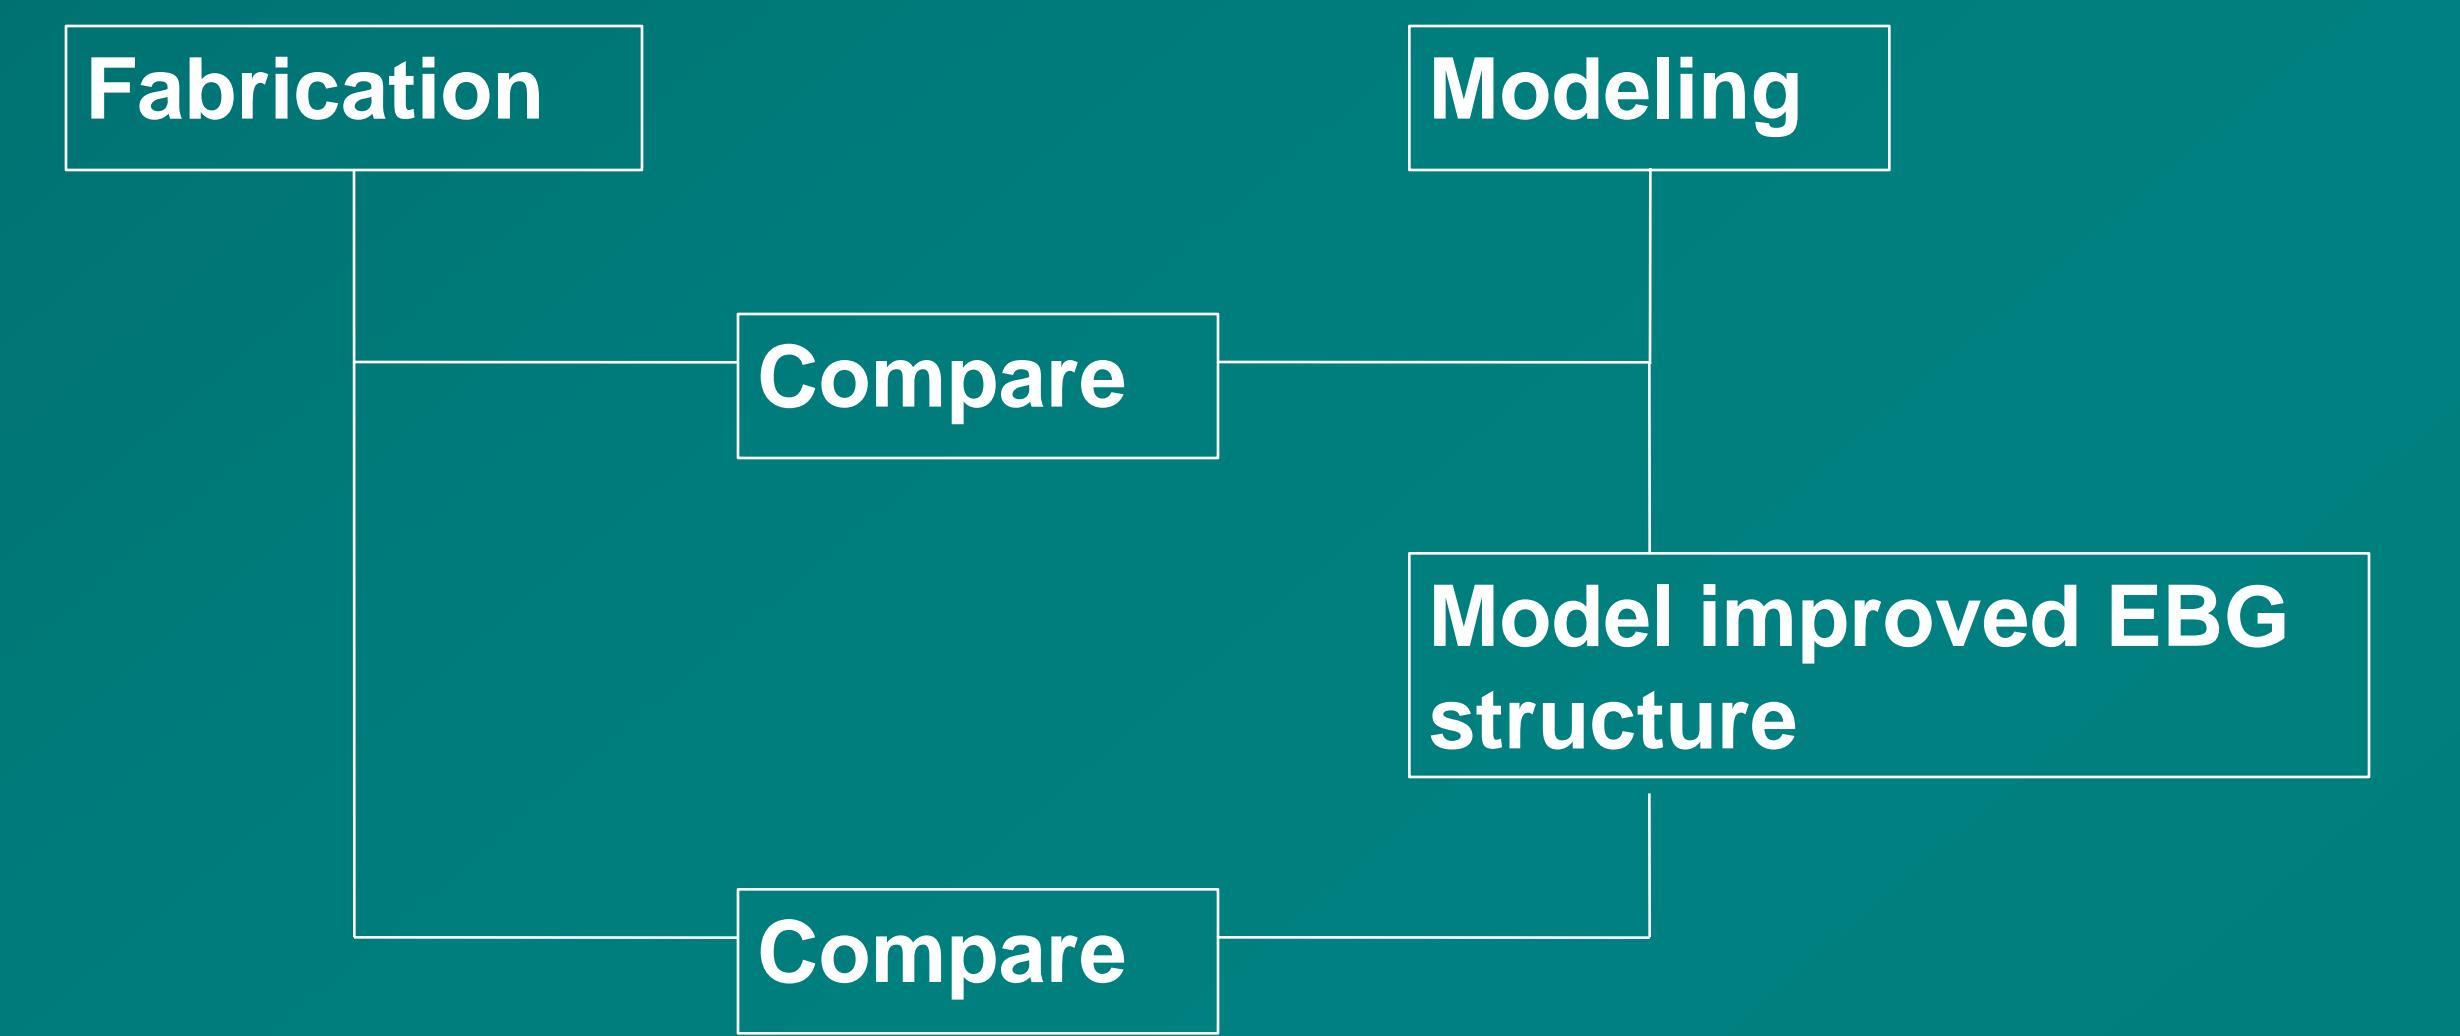 Fabrication
Modeling
Compare
Model improved EBG
structure
Compare